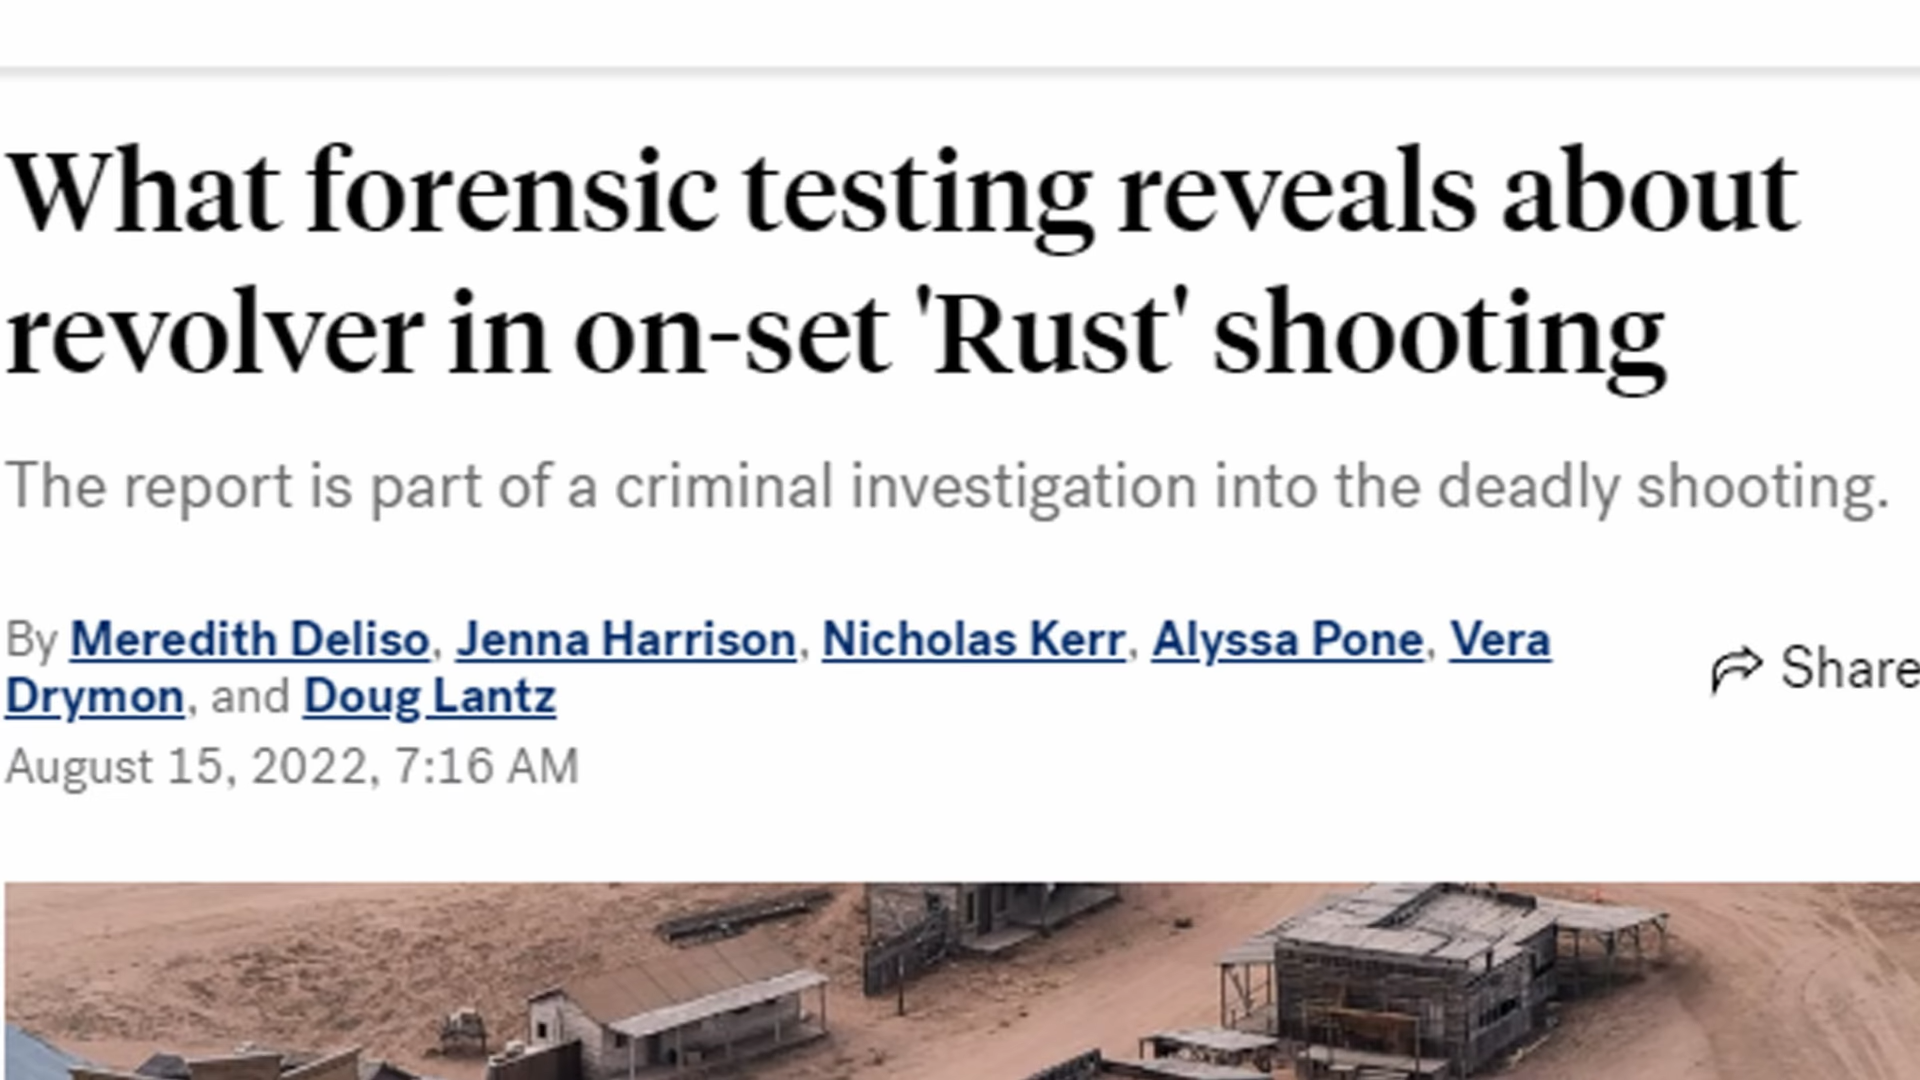 What forensic testing reveals about
revolver in on-set 'Rust' shooting
The report is part of a criminal investigation into the deadly shooting.
By Meredith Deliso, Jenna Harrison, Nicholas Kerr, Alyssa Pone, Vera
Drymon, and Doug Lantz
Share
August 15, 2022, 7:16 AM